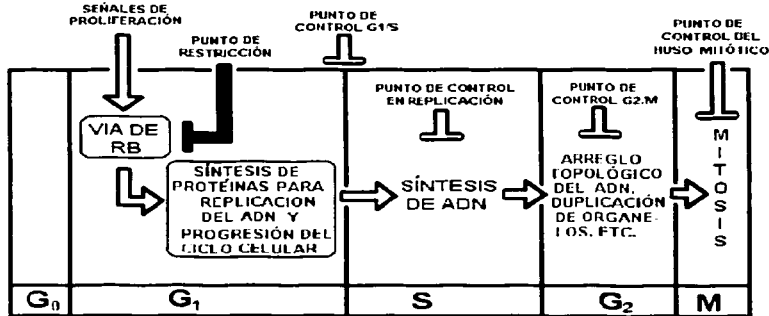 SEÑALES DE
PROLIFERACIÓN
PUNTO DE
RESTRICCIÓN
PUNTO DE
CONTROL G1/S
PUNTO DE
CONTROL DEL
HUSO MITÓTICO
VIA DE
RB
SÍNTESIS DE
PROTEÍNAS PARA
REPLICACION
DEL ADN Y
PROGRESIÓN DEL
CICLO CELULAR
PUNTO DE CONTROL
EN REPLICACIÓN
SÍNTESIS
DE ADN
PUNTO DE
CONTROL G2.M
ARREGLO
TOPOLÓGICO
DEL ADN,
DUPLICACIÓN
DE ORGANE-
LOS, ETC.
MITOSIS
G₀
G₁
S
G₂
M